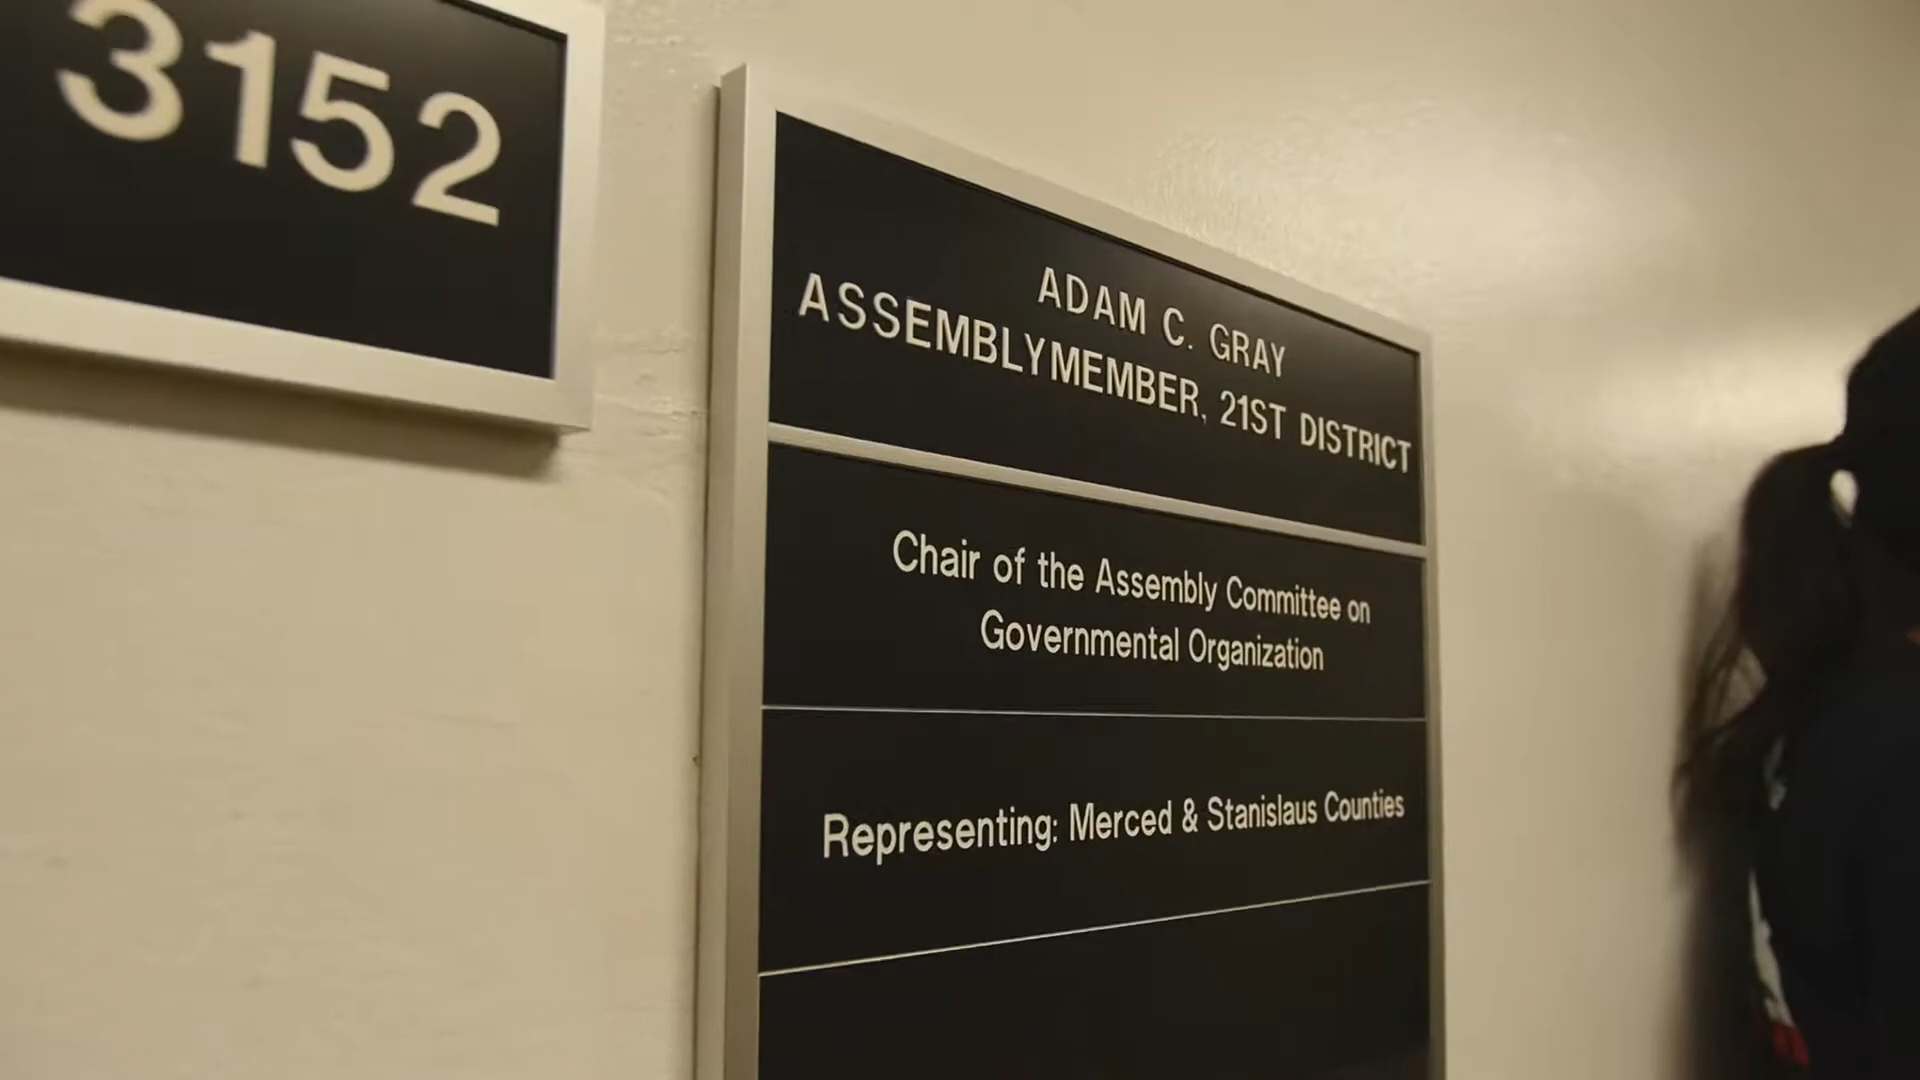 3152
ADAM C. GRAY
ASSEMBLYMEMBER, 21ST DISTRICT
Chair of the Assembly Committee on
Governmental Organization
Representing: Merced & Stanislaus Counties